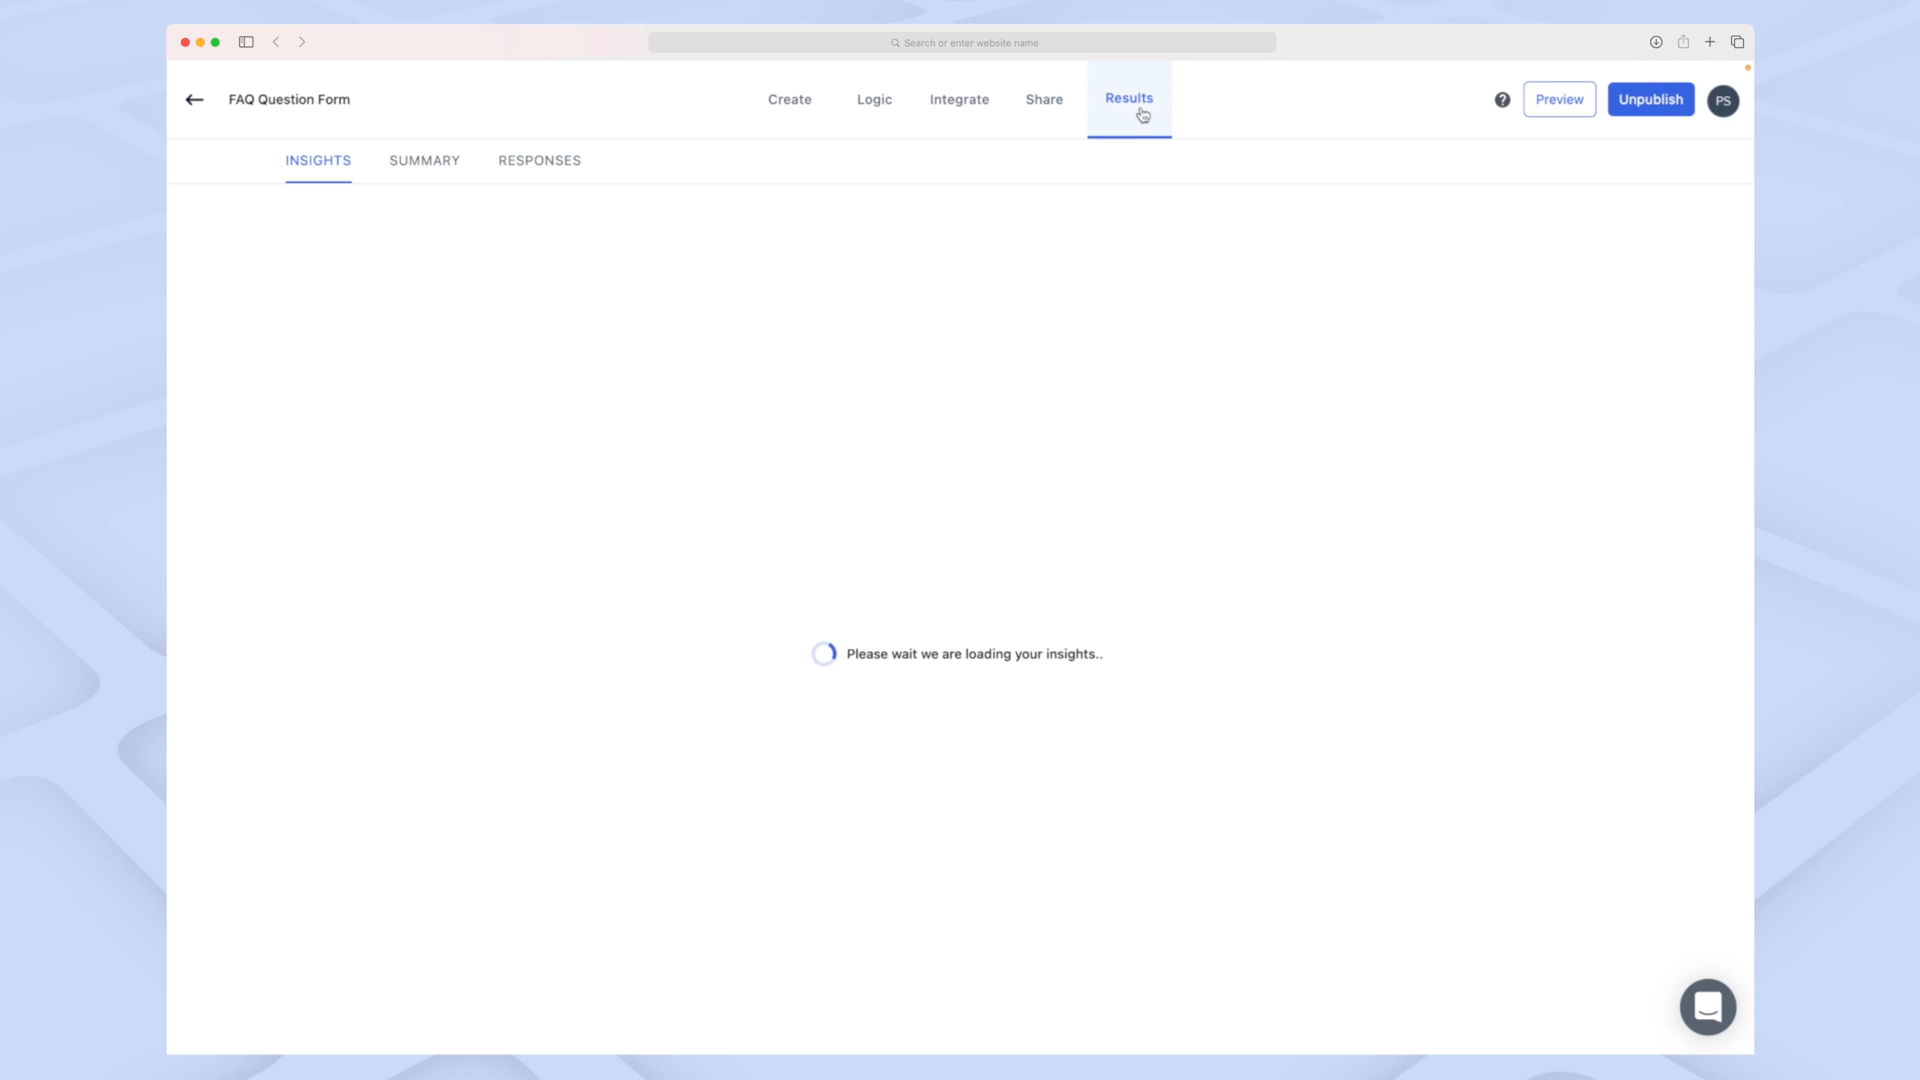 Search or enter website name
FAQ Question Form
Create
Logic
Integrate
Share
Results
?
Preview
Unpublish
PS
INSIGHTS
SUMMARY
RESPONSES
Please wait we are loading your insights..